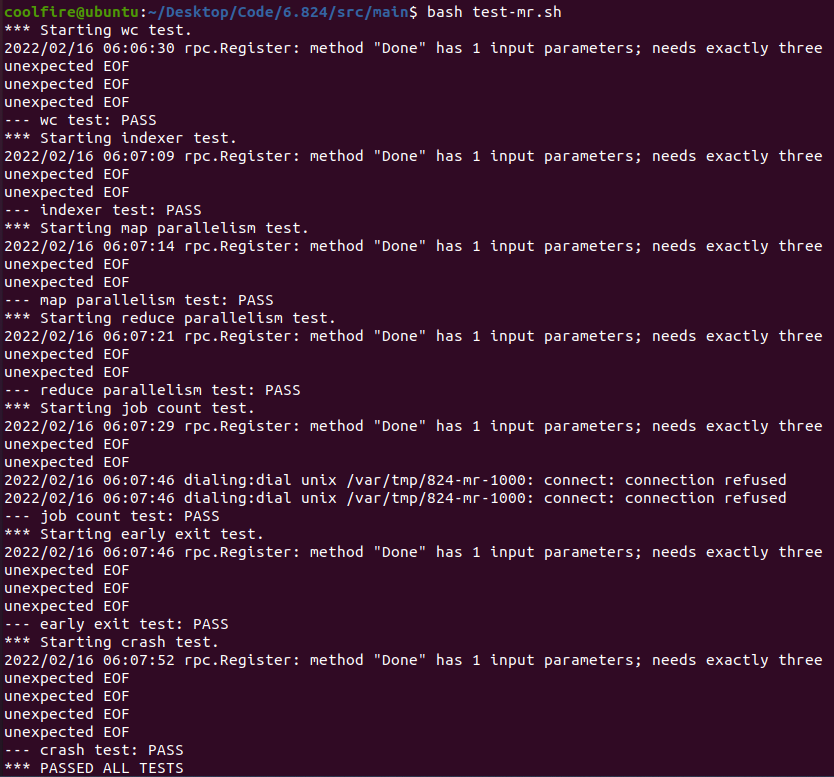 coolfire@ubuntu:~/Desktop/Code/6.824/src/main$ bash test-mr.sh
*** Starting wc test.
2022/02/16 06:06:30 rpc.Register: method "Done" has 1 input parameters; needs exactly three
unexpected EOF
unexpected EOF
unexpected EOF
--- wc test: PASS
*** Starting indexer test.
2022/02/16 06:07:09 rpc.Register: method "Done" has 1 input parameters; needs exactly three
unexpected EOF
unexpected EOF
--- indexer test: PASS
*** Starting map parallelism test.
2022/02/16 06:07:14 rpc.Register: method "Done" has 1 input parameters; needs exactly three
unexpected EOF
unexpected EOF
--- map parallelism test: PASS
*** Starting reduce parallelism test.
2022/02/16 06:07:21 rpc.Register: method "Done" has 1 input parameters; needs exactly three
unexpected EOF
unexpected EOF
--- reduce parallelism test: PASS
*** Starting job count test.
2022/02/16 06:07:29 rpc.Register: method "Done" has 1 input parameters; needs exactly three
unexpected EOF
unexpected EOF
2022/02/16 06:07:46 dialing:dial unix /var/tmp/824-mr-1000: connect: connection refused
2022/02/16 06:07:46 dialing:dial unix /var/tmp/824-mr-1000: connect: connection refused
--- job count test: PASS
*** Starting early exit test.
2022/02/16 06:07:46 rpc.Register: method "Done" has 1 input parameters; needs exactly three
unexpected EOF
unexpected EOF
unexpected EOF
--- early exit test: PASS
*** Starting crash test.
2022/02/16 06:07:52 rpc.Register: method "Done" has 1 input parameters; needs exactly three
unexpected EOF
unexpected EOF
unexpected EOF
unexpected EOF
--- crash test: PASS
*** PASSED ALL TESTS